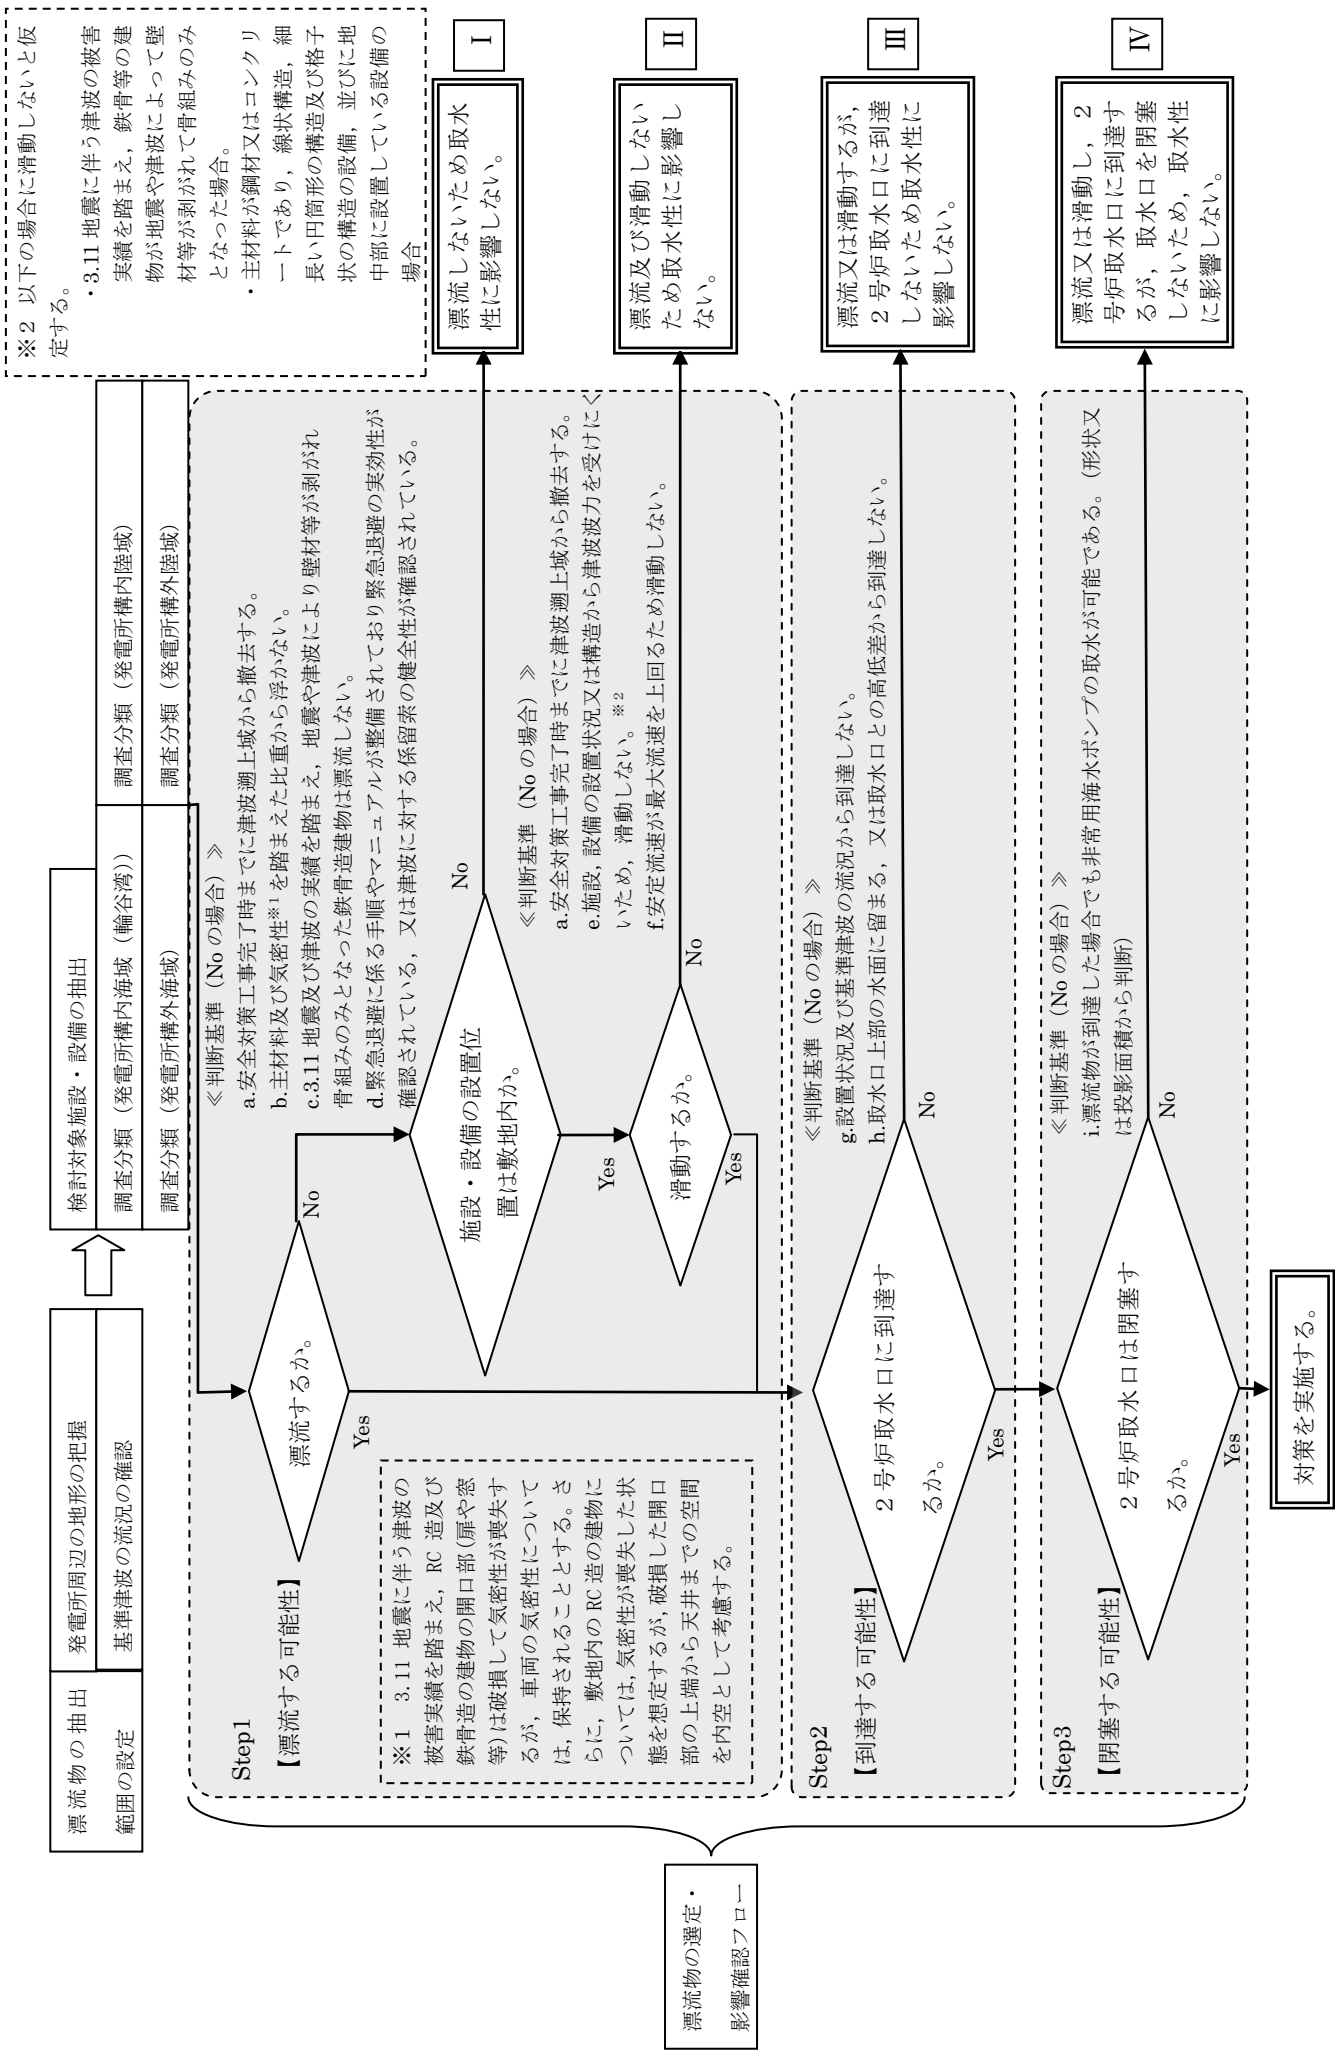 漂流物の抽出
範囲の設定
発電所周辺の地形の把握
基準津波の流況の確認
検討対象施設・設備の抽出
調査分類（発電所構内海域（輪谷湾））
調査分類（発電所構内陸域）
調査分類（発電所構外海域）
調査分類（発電所構外陸域）
※2 以下の場合に滑動しないと仮
定する。
・3.11 地震に伴う津波の被害
実績を踏まえ，鉄骨等の建
物が地震や津波によって壁
材等が剥がれて骨組みのみ
となった場合。
・主材料が鋼材又はコンクリ
ートであり，線状構造，細
長い円筒形の構造及び格子
状の構造の設備，並びに地
中部に設置している設備の
場合
漂流物の選定・
影響確認フロー
Step1
【漂流する可能性】
漂流するか。
No
Yes
≪判断基準（No の場合）≫
a.安全対策工事完了時までに津波遡上域から撤去する。
b.主材料及び気密性※1を踏まえた比重から浮かない。
c.3.11 地震及び津波の実績を踏まえ，地震や津波により壁材等が剥がれ
骨組みのみとなった鉄骨造建物は漂流しない。
d.緊急退避に係る手順やマニュアルが整備されており緊急退避の実効性が
確認されている，又は津波に対する係留索の健全性が確認されている。
※1 3.11 地震に伴う津波の
被害実績を踏まえ，RC 造及び
鉄骨造の建物の開口部(扉や窓
等)は破損して気密性が喪失す
るが，車両の気密性について
は，保持されることとする。さ
らに，敷地内の RC 造の建物に
ついては，気密性が喪失した状
態を想定するが，破損した開口
部の上端から天井までの空間
を内空として考慮する。
施設・設備の設置位
置は敷地内か。
No
Yes
漂流しないため取水
性に影響しない。
Ⅰ
≪判断基準（No の場合）≫
a.安全対策工事完了時までに津波遡上域から撤去する。
e.施設，設備の設置状況又は構造から津波波力を受けにく
いため，滑動しない。※2
f.安定流速が最大流速を上回るため滑動しない。
滑動するか。
No
Yes
漂流及び滑動しない
ため取水性に影響し
ない。
Ⅱ
Step2
【到達する可能性】
≪判断基準（No の場合）≫
g.設置状況及び基準津波の流況から到達しない。
h.取水口上部の水面に留まる，又は取水口との高低差から到達しない。
2 号炉取水口に到達す
るか。
No
Yes
漂流又は滑動するが，
2 号炉取水口に到達
しないため取水性に
影響しない。
Ⅲ
Step3
【閉塞する可能性】
≪判断基準（No の場合）≫
i.漂流物が到達した場合でも非常用海水ポンプの取水が可能である。（形状又
は投影面積から判断）
2 号炉取水口は閉塞す
るか。
No
Yes
漂流又は滑動し，2
号炉取水口に到達す
るが，取水口を閉塞
しないため，取水性
に影響しない。
Ⅳ
対策を実施する。